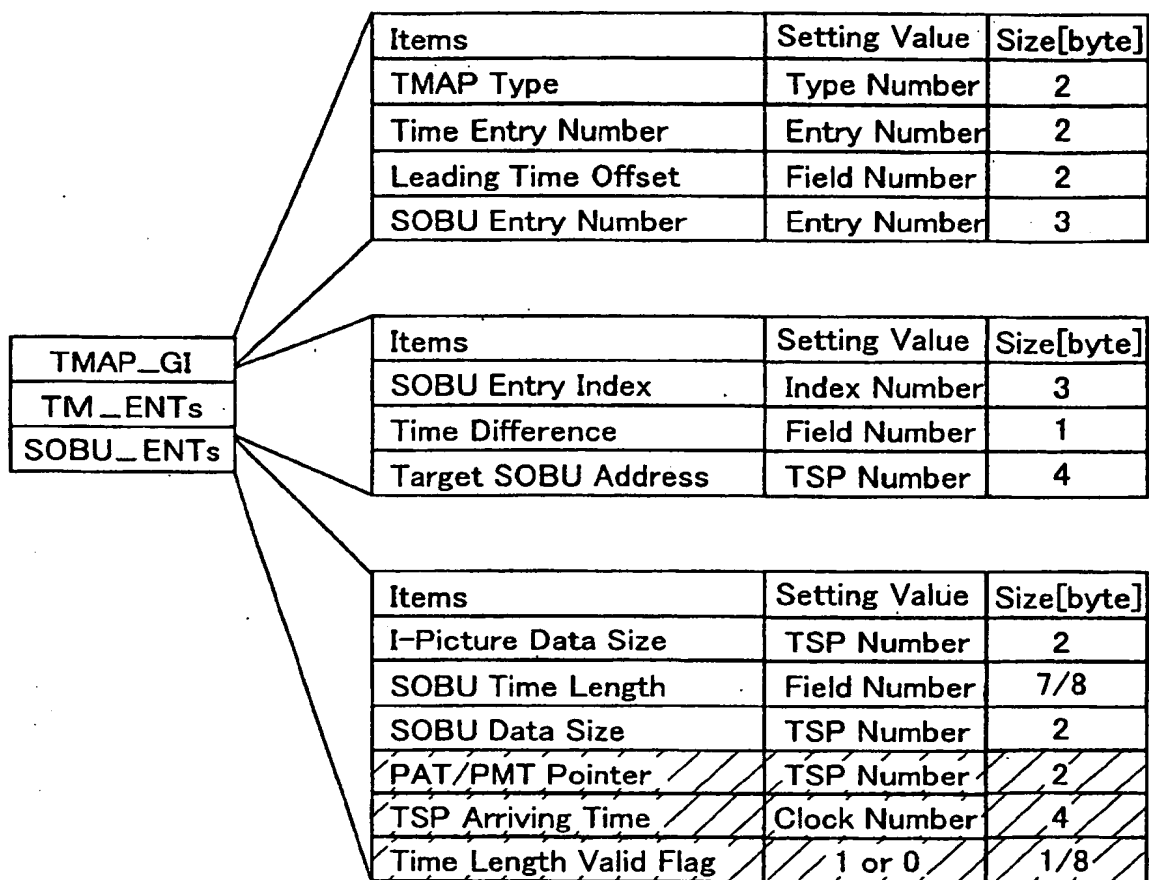 Items Setting Value Size[byte]
TMAP Type Type Number 2
Time Entry Number Entry Number 2
Leading Time Offset Field Number 2
SOBU Entry Number Entry Number 3
TMAP_GI
TM_ENTs
SOBU_ENTs
Items Setting Value Size[byte]
SOBU Entry Index Index Number 3
Time Difference Field Number 1
Target SOBU Address TSP Number 4
Items Setting Value Size[byte]
I-Picture Data Size TSP Number 2
SOBU Time Length Field Number 7/8
SOBU Data Size TSP Number 2
PAT/PMT Pointer TSP Number 2
TSP Arriving Time Clock Number 4
Time Length Valid Flag 1 or 0 1/8